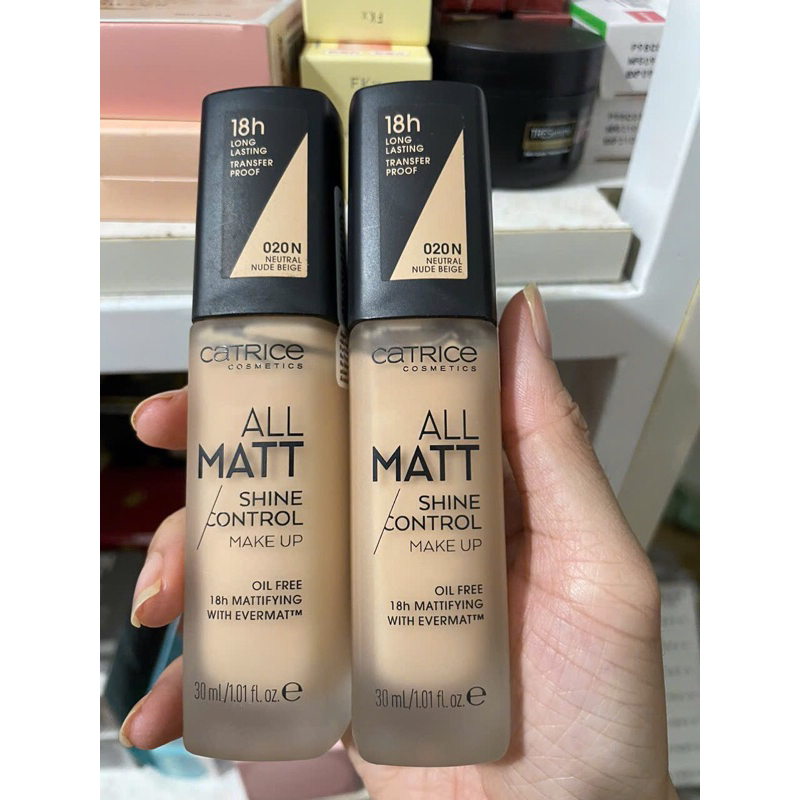 18h
LONG
LASTING
TRANSFER
PROOF
020 N
NEUTRAL
NUDE BEIGE
CATRICE
COSMETICS
ALL
MATT
SHINE
CONTROL
MAKE UP
OIL FREE
18h MATTIFYING
WITH EVERMAT™
30 ml/1.01 fl. oz. e
18h
LONG
LASTING
TRANSFER
PROOF
020 N
NEUTRAL
NUDE BEIGE
CATRICE
COSMETICS
ALL
MATT
SHINE
CONTROL
MAKE UP
OIL FREE
18h MATTIFYING
WITH EVERMAT™
30 ml/1.01 fl. oz. e